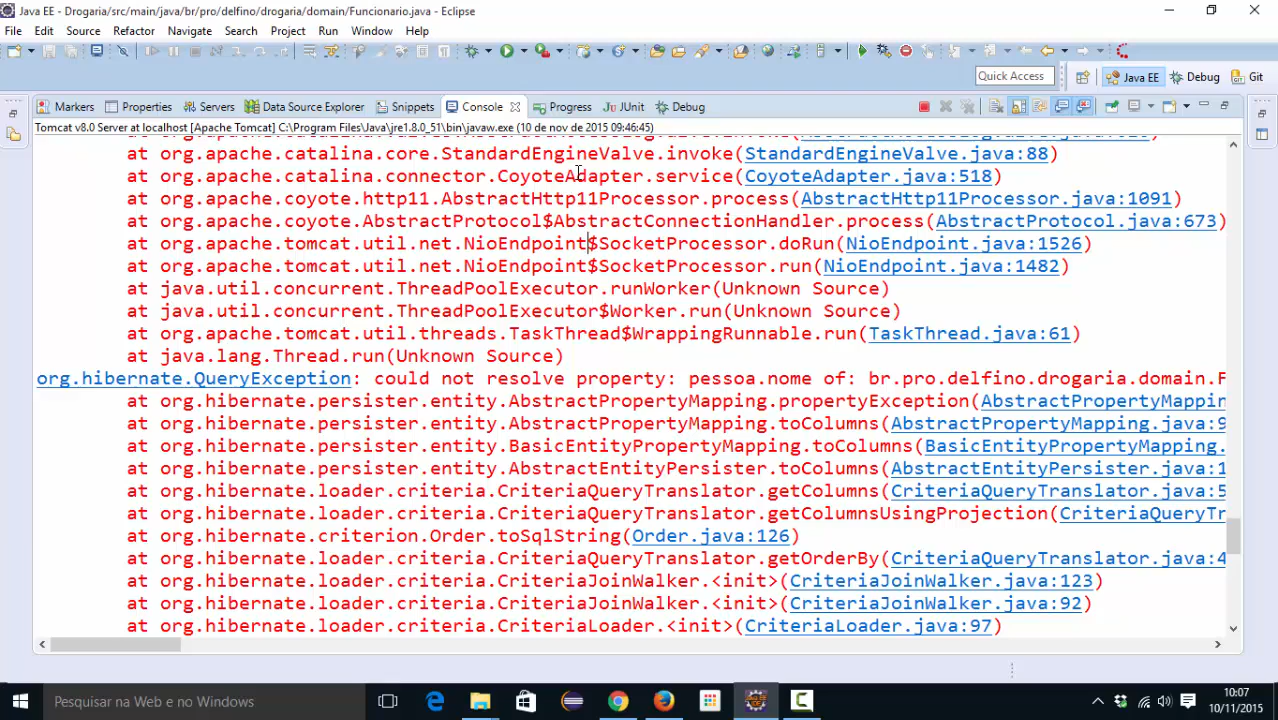 Java EE - Drogaria/src/main/java/br/pro/delfino/drogaria/domain/Funcionario.java - Eclipse
File Edit Source Refactor Navigate Search Project Run Window Help
Quick Access Java EE Debug Git
Markers Properties Servers Data Source Explorer Snippets Console Progress JUnit Debug
Tomcat v8.0 Server at localhost [Apache Tomcat] C:\Program Files\Java\jre1.8.0_51\bin\javaw.exe (10 de nov de 2015 09:46:45)
at org.apache.catalina.core.StandardEngineValve.invoke(StandardEngineValve.java:88)
at org.apache.catalina.connector.CoyoteAdapter.service(CoyoteAdapter.java:518)
at org.apache.coyote.http11.AbstractHttp11Processor.process(AbstractHttp11Processor.java:1091)
at org.apache.coyote.AbstractProtocol$AbstractConnectionHandler.process(AbstractProtocol.java:673)
at org.apache.tomcat.util.net.NioEndpoint$SocketProcessor.doRun(NioEndpoint.java:1526)
at org.apache.tomcat.util.net.NioEndpoint$SocketProcessor.run(NioEndpoint.java:1482)
at java.util.concurrent.ThreadPoolExecutor.runWorker(Unknown Source)
at java.util.concurrent.ThreadPoolExecutor$Worker.run(Unknown Source)
at org.apache.tomcat.util.threads.TaskThread$WrappingRunnable.run(TaskThread.java:61)
at java.lang.Thread.run(Unknown Source)
org.hibernate.QueryException: could not resolve property: pessoa.nome of: br.pro.delfino.drogaria.domain.F
at org.hibernate.persister.entity.AbstractPropertyMapping.propertyException(AbstractPropertyMappin
at org.hibernate.persister.entity.AbstractPropertyMapping.toColumns(AbstractPropertyMapping.java:9
at org.hibernate.persister.entity.BasicEntityPropertyMapping.toColumns(BasicEntityPropertyMapping.
at org.hibernate.persister.entity.AbstractEntityPersister.toColumns(AbstractEntityPersister.java:1
at org.hibernate.loader.criteria.CriteriaQueryTranslator.getColumns(CriteriaQueryTranslator.java:5
at org.hibernate.loader.criteria.CriteriaQueryTranslator.getColumnsUsingProjection(CriteriaQueryTr
at org.hibernate.criterion.Order.toSqlString(Order.java:126)
at org.hibernate.loader.criteria.CriteriaQueryTranslator.getOrderBy(CriteriaQueryTranslator.java:4
at org.hibernate.loader.criteria.CriteriaJoinWalker.<init>(CriteriaJoinWalker.java:123)
at org.hibernate.loader.criteria.CriteriaJoinWalker.<init>(CriteriaJoinWalker.java:92)
at org.hibernate.loader.criteria.CriteriaLoader.<init>(CriteriaLoader.java:97)
Pesquisar na Web e no Windows
10:07
10/11/2015